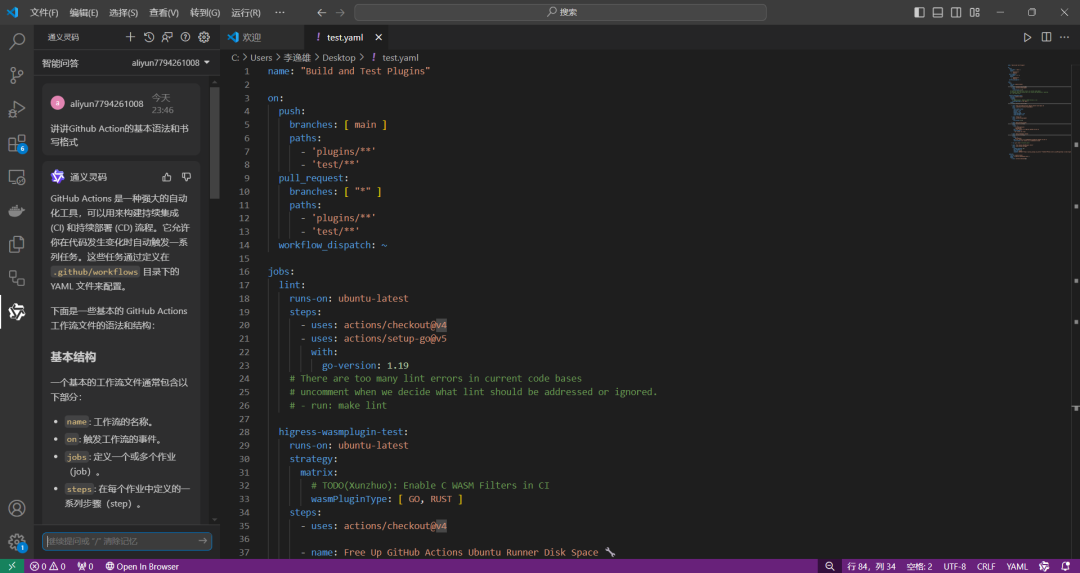 文件(F) 编辑(E) 选择(S) 查看(V) 转到(G) 运行(R) ··· 搜索
通义灵码 欢迎 test.yaml
智能问答 aliyun7794261008
C: > Users > 李逸雄 > Desktop > ! test.yaml
a aliyun7794261008 今天 23:46
讲讲Github Action的基本语法和书
写格式
通义灵码
GitHub Actions 是一种强大的自动
化工具，可以用来构建持续集成
(CI) 和持续部署 (CD) 流程。它允许
你在代码发生变化时自动触发一系
列任务。这些任务通过定义在
.github/workflows 目录下的
YAML 文件来配置。
下面是一些基本的 GitHub Actions
工作流文件的语法和结构：
基本结构
一个基本的工作流文件通常包含以
下部分：
• name: 工作流的名称。
• on: 触发工作流的事件。
• jobs: 定义一个或多个作业
（job）。
• steps: 在每个作业中定义的一
系列步骤（step）。
继续提问或 "/" 清除记忆
1 name: "Build and Test Plugins"
2
3 on:
4 push:
5 branches: [ main ]
6 paths:
7 - 'plugins/**'
8 - 'test/**'
9 pull_request:
10 branches: [ "*" ]
11 paths:
12 - 'plugins/**'
13 - 'test/**'
14 workflow_dispatch: ~
15
16 jobs:
17 lint:
18 runs-on: ubuntu-latest
19 steps:
20 - uses: actions/checkout@v4
21 - uses: actions/setup-go@v5
22 with:
23 go-version: 1.19
24 # There are too many lint errors in current code bases
25 # uncomment when we decide what lint should be addressed or ignored.
26 # - run: make lint
27
28 higress-wasmplugin-test:
29 runs-on: ubuntu-latest
30 strategy:
31 matrix:
32 # TODO(Xunzhuo): Enable C WASM Filters in CI
33 wasmPluginType: [ GO, RUST ]
34 steps:
35 - uses: actions/checkout@v4
36
37 - name: Free Up GitHub Actions Ubuntu Runner Disk Space 🔧
6
1
0 0 0 Open In Browser 行 84，列 34 空格: 2 UTF-8 CRLF YAML